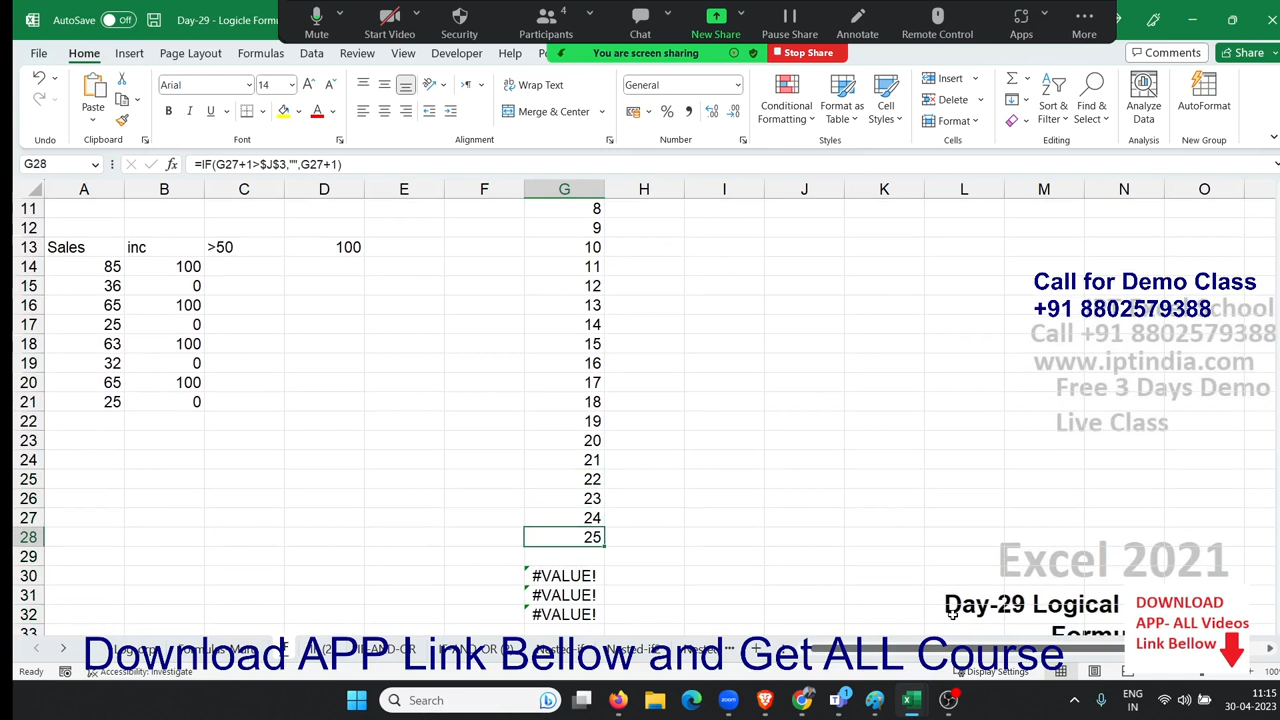 AutoSave Off Day-29 - Logicle Formu
Mute Start Video Security Participants 4 Chat New Share Pause Share Annotate Remote Control Apps More
You are screen sharing Stop Share
File Home Insert Page Layout Formulas Data Review View Developer Help Comments Share
Paste Arial 14 Wrap Text General Conditional Formatting Format as Table Cell Styles Insert Sort & Filter Find & Select Analyze Data AutoFormat
B I U Merge & Center Delete
Format
Undo Clipboard Font Alignment Number Styles Cells Editing Analysis
G28 fx =IF(G27+1>$J$3,"",G27+1)
A B C D E F G H I J K L M N O
11 8
12 9
13 Sales inc >50 100 10
14 85 100 11
15 36 0 12
16 65 100 13
17 25 0 14
18 63 100 15
19 32 0 16
20 65 100 17
21 25 0 18
22 19
23 20
24 21
25 22
26 23
27 24
28 25
29
30 #VALUE!
31 #VALUE!
32 #VALUE!
33
Call for Demo Class
+91 8802579388
School
Call +91 8802579388
www.iptindia.com
Free 3 Days Demo
Live Class
Excel 2021
Day-29 Logical
Formu
DOWNLOAD
APP- ALL Videos
Link Bellow
Download APP Link Bellow and Get ALL Course
Ready Accessibility: Investigate Display Settings 100%
Search ENG IN 11:15 30-04-2023